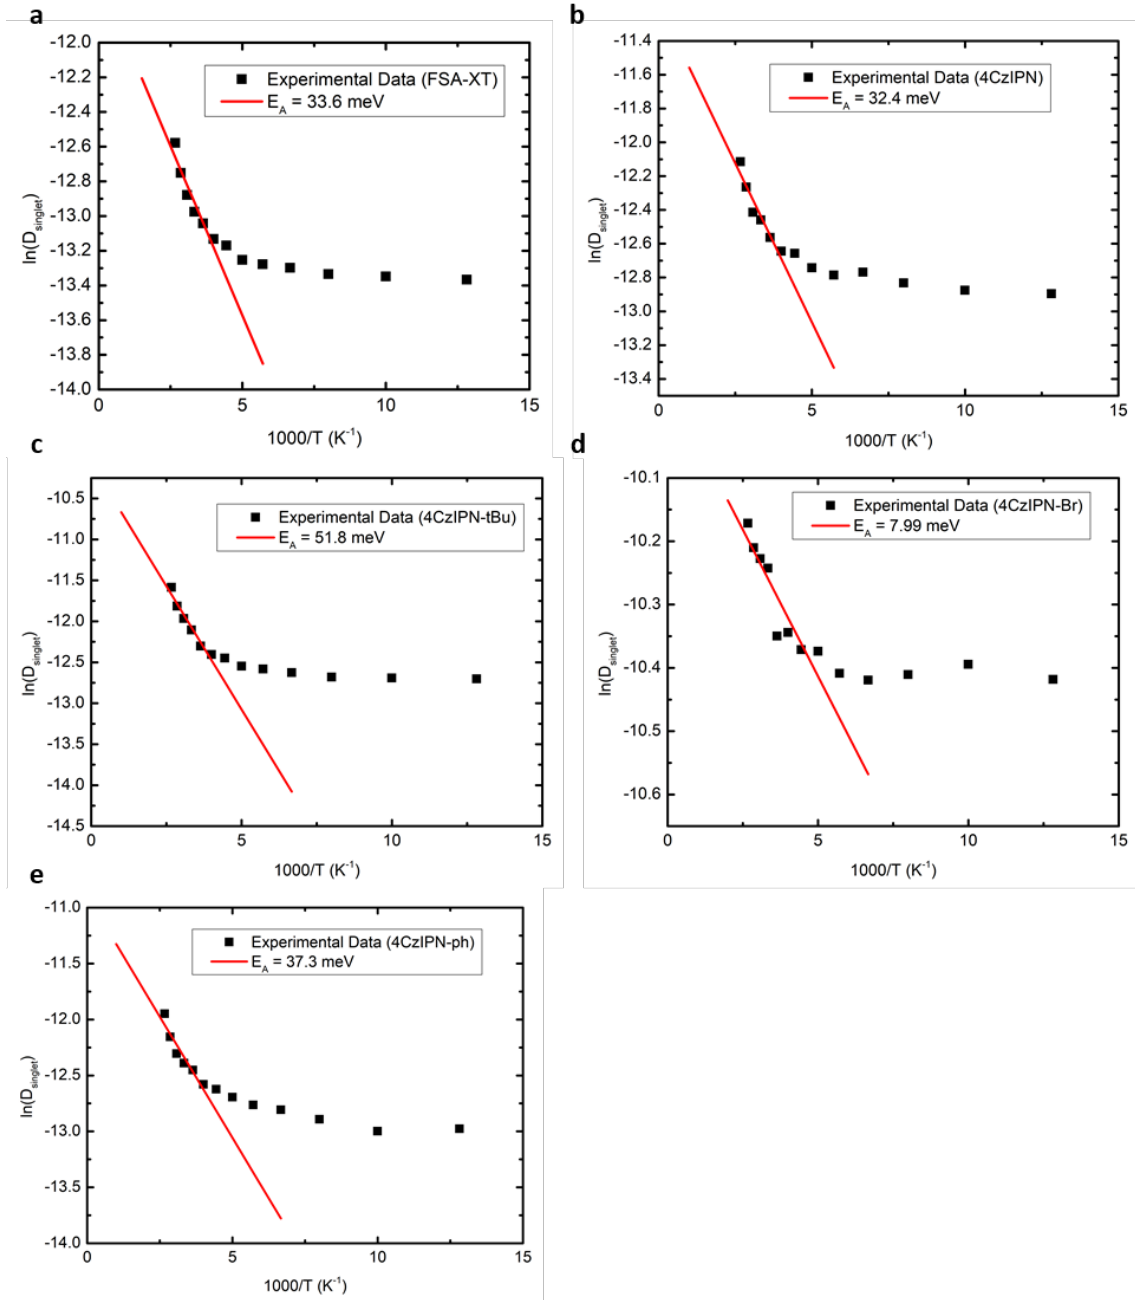 a
-12.0
-12.2
-12.4
-12.6
-12.8
-13.0
-13.2
-13.4
-13.6
-13.8
-14.0
ln(D_singlet)
Experimental Data (FSA-XT)
E_A = 33.6 meV
0 5 10 15
1000/T (K⁻¹)
b
-11.4
-11.6
-11.8
-12.0
-12.2
-12.4
-12.6
-12.8
-13.0
-13.2
-13.4
ln(D_singlet)
Experimental Data (4CzIPN)
E_A = 32.4 meV
0 5 10 15
1000/T (K⁻¹)
c
-10.5
-11.0
-11.5
-12.0
-12.5
-13.0
-13.5
-14.0
-14.5
ln(D_singlet)
Experimental Data (4CzIPN-tBu)
E_A = 51.8 meV
0 5 10 15
1000/T (K⁻¹)
d
-10.1
-10.2
-10.3
-10.4
-10.5
-10.6
ln(D_singlet)
Experimental Data (4CzIPN-Br)
E_A = 7.99 meV
0 5 10 15
1000/T (K⁻¹)
e
-11.0
-11.5
-12.0
-12.5
-13.0
-13.5
-14.0
ln(D_singlet)
Experimental Data (4CzIPN-ph)
E_A = 37.3 meV
0 5 10 15
1000/T (K⁻¹)